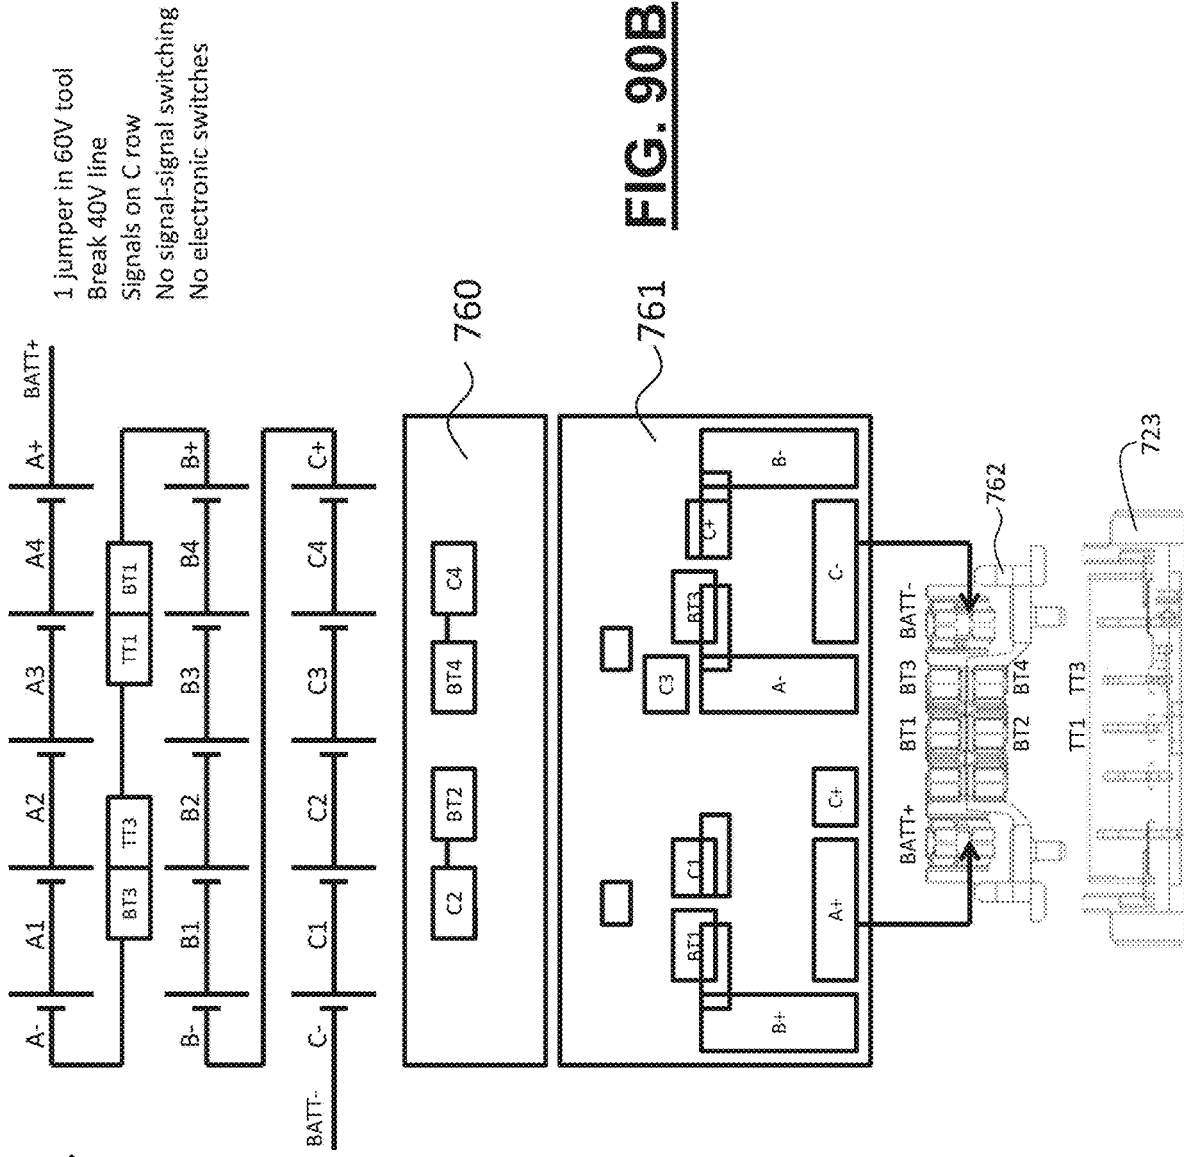 1 jumper in 60V tool
Break 40V line
Signals on C row
No signal-signal switching
No electronic switches
FIG. 90B
BATT+
A- A1 A2 A3 A4 A+
BT3 TT3 TT1 BT1
B- B1 B2 B3 B4 B+
C- C1 C2 C3 C4 C+
BATT-
760
C2 BT2 BT4 C4
761
C3
BT1 C1 BT3 C+
B+ A- B-
A+ C+ C-
762
BATT+ BT1 BT3 BATT-
BT2 BT4
TT1 TT3
723